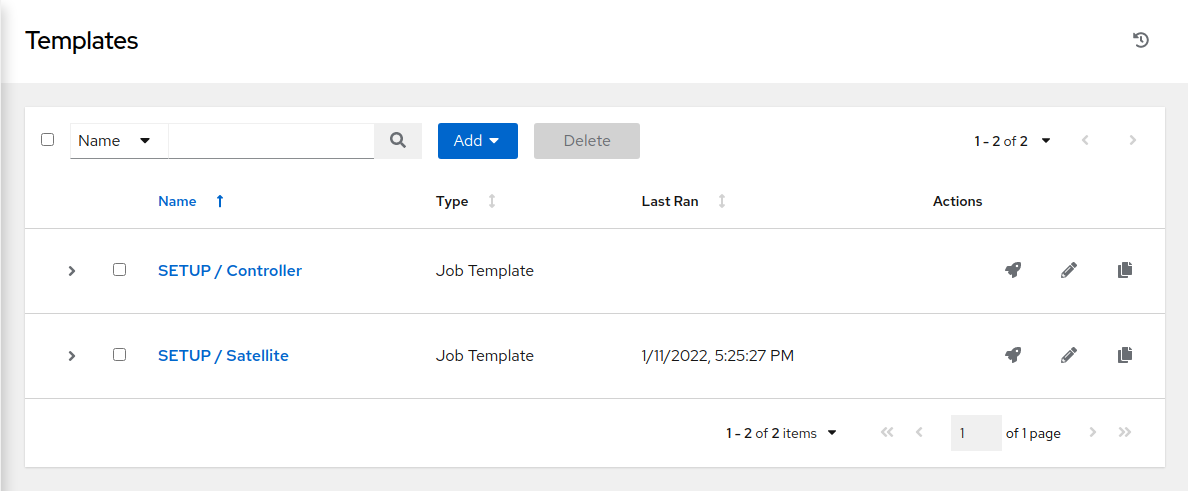 Templates
Name Add Delete 1 - 2 of 2
Name Type Last Ran Actions
SETUP / Controller Job Template
SETUP / Satellite Job Template 1/11/2022, 5:25:27 PM
1 - 2 of 2 items 1 of 1 page